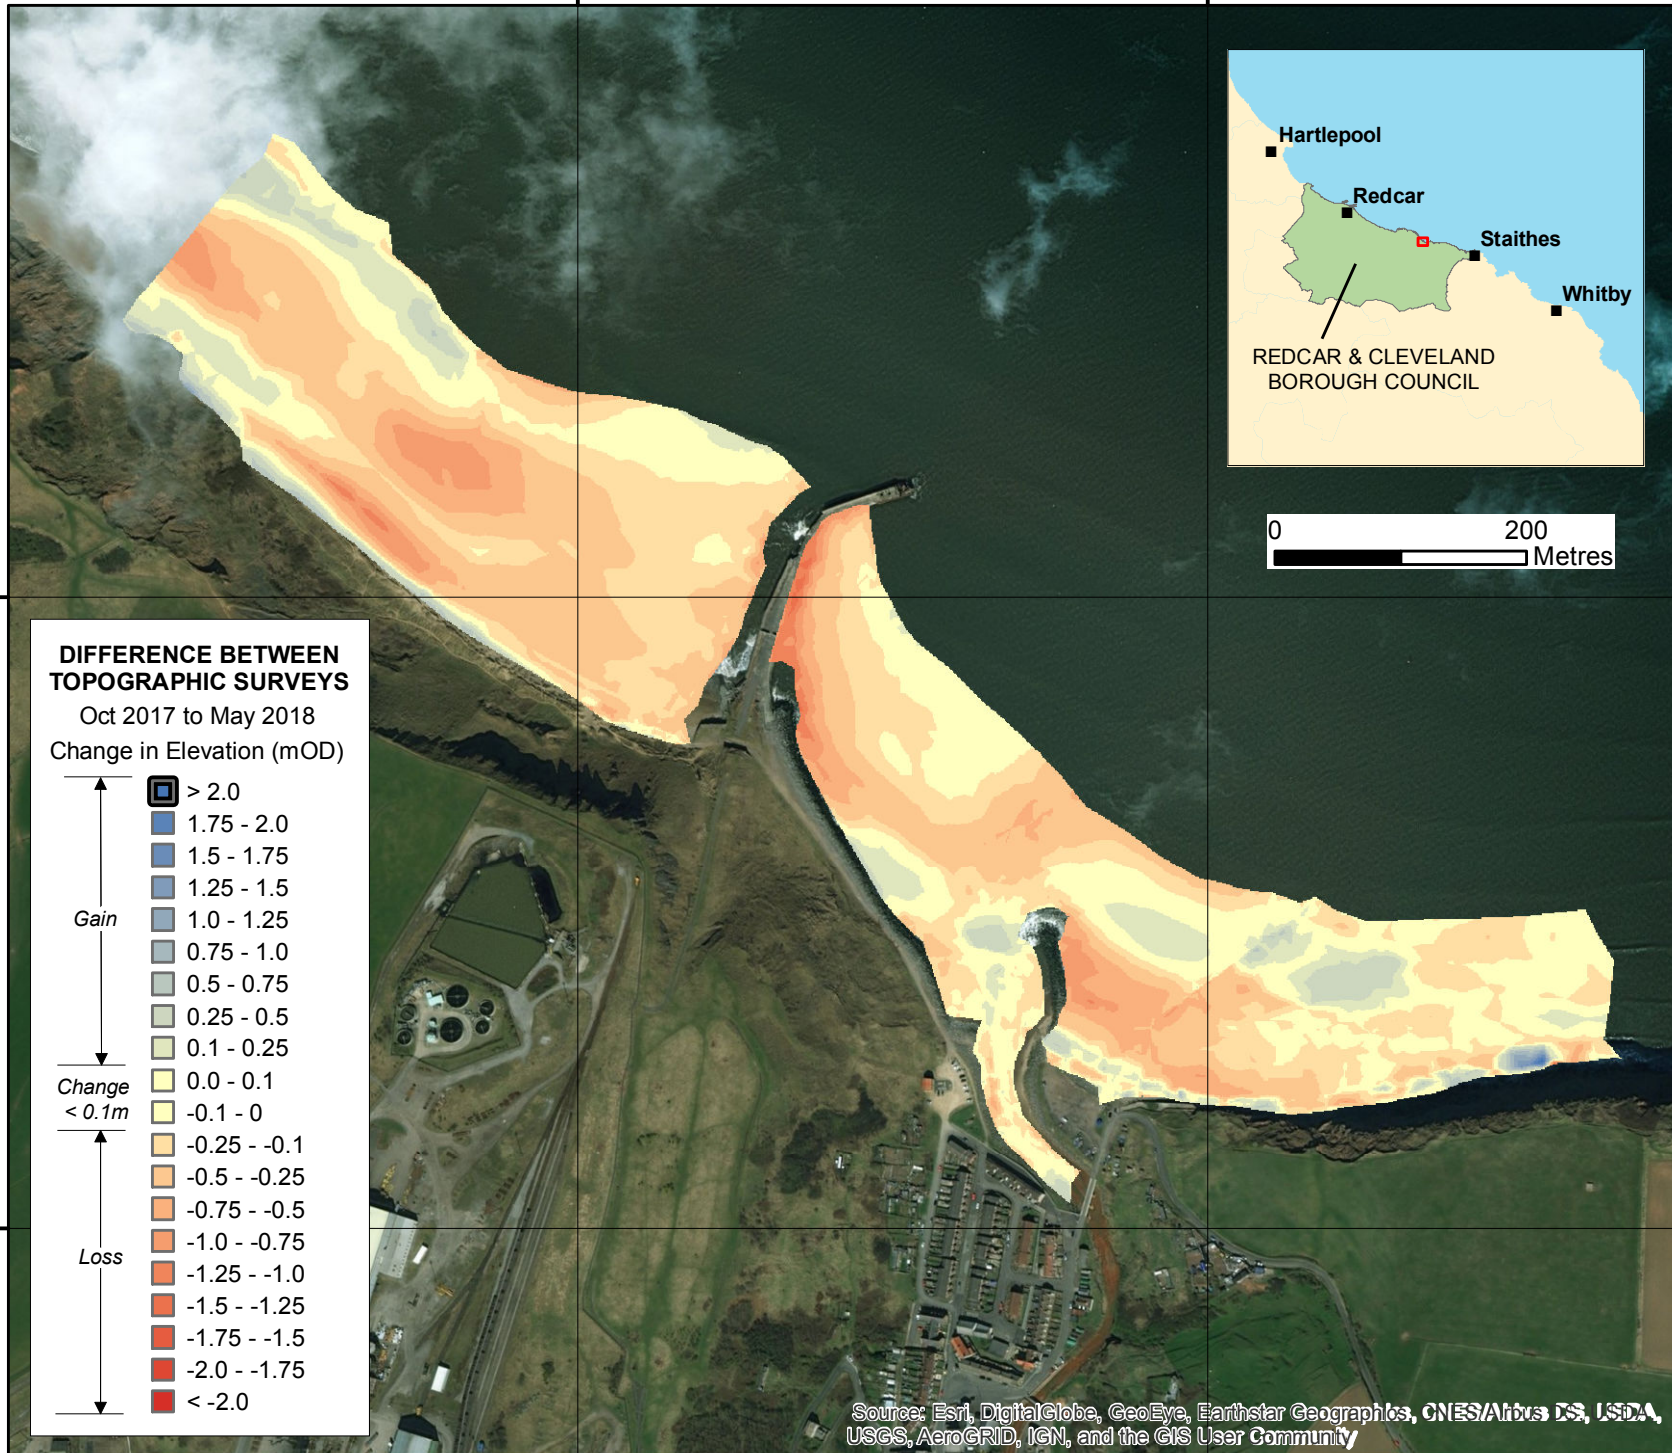 Hartlepool
Redcar
Staithes
Whitby
REDCAR & CLEVELAND
BOROUGH COUNCIL
0 200
Metres
DIFFERENCE BETWEEN
TOPOGRAPHIC SURVEYS
Oct 2017 to May 2018
Change in Elevation (mOD)
Gain
> 2.0
1.75 - 2.0
1.5 - 1.75
1.25 - 1.5
1.0 - 1.25
0.75 - 1.0
0.5 - 0.75
0.25 - 0.5
0.1 - 0.25
Change
< 0.1m
0.0 - 0.1
-0.1 - 0
Loss
-0.25 - -0.1
-0.5 - -0.25
-0.75 - -0.5
-1.0 - -0.75
-1.25 - -1.0
-1.5 - -1.25
-1.75 - -1.5
-2.0 - -1.75
< -2.0
Source: Esri, DigitalGlobe, GeoEye, Earthstar Geographics, CNES/Airbus DS, USDA,
USGS, AeroGRID, IGN, and the GIS User Community